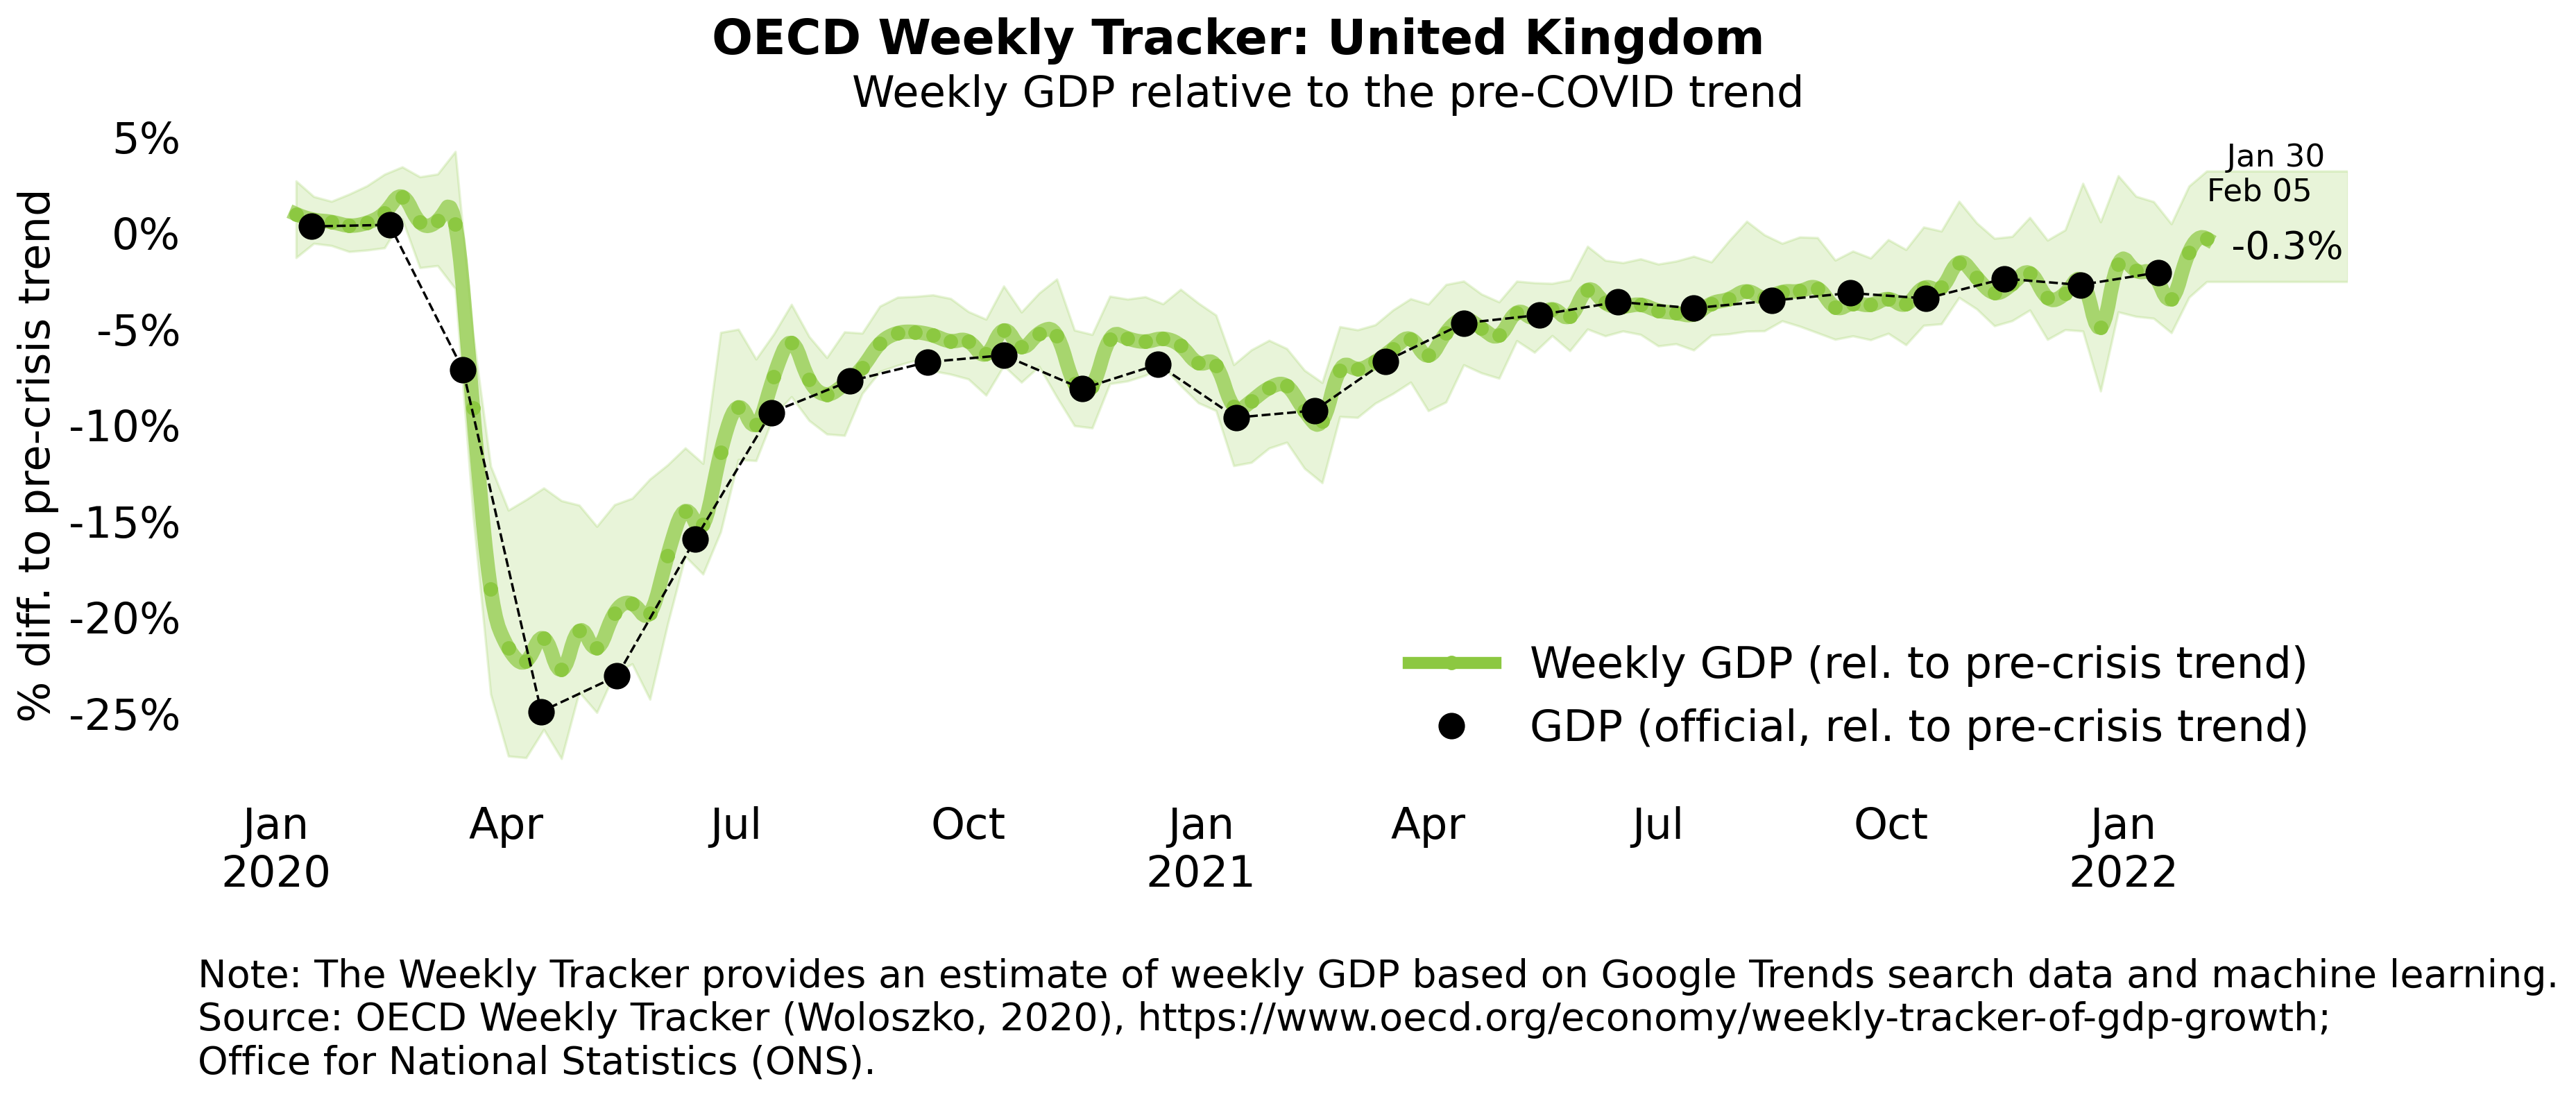 OECD Weekly Tracker: United Kingdom
Weekly GDP relative to the pre-COVID trend
% diff. to pre-crisis trend
5%
0%
-5%
-10%
-15%
-20%
-25%
Jan 30
Feb 05
-0.3%
Weekly GDP (rel. to pre-crisis trend)
GDP (official, rel. to pre-crisis trend)
Jan Apr Jul Oct Jan Apr Jul Oct Jan
2020 2021 2022
Note: The Weekly Tracker provides an estimate of weekly GDP based on Google Trends search data and machine learning.
Source: OECD Weekly Tracker (Woloszko, 2020), https://www.oecd.org/economy/weekly-tracker-of-gdp-growth;
Office for National Statistics (ONS).